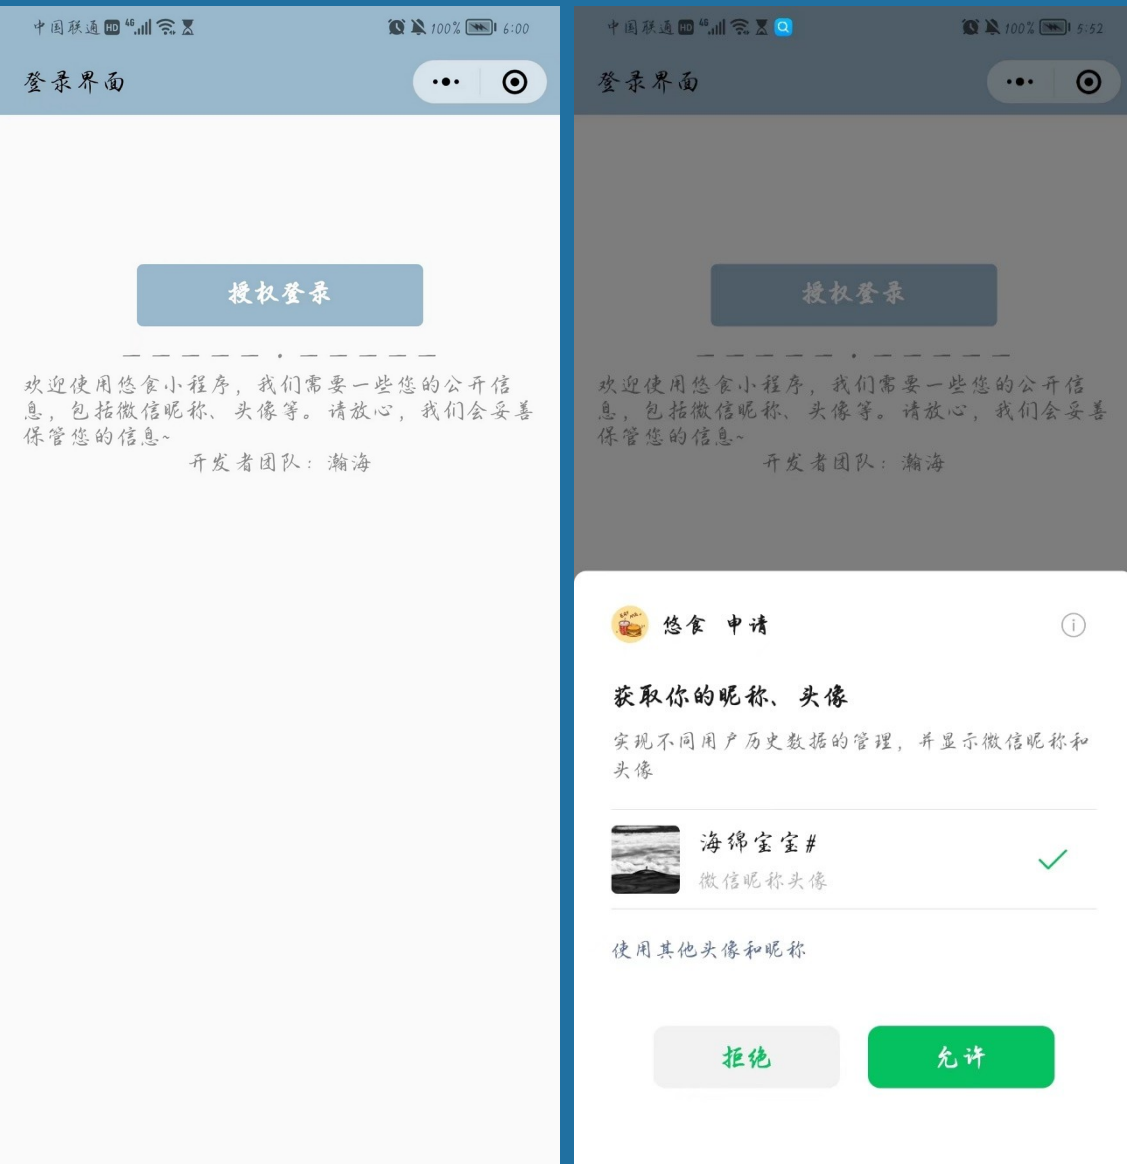 中国联通 HD 4G 100% 6:00
登录界面
授权登录
— — — — — · — — — — —
欢迎使用悠食小程序，我们需要一些您的公开信
息，包括微信昵称、头像等。请放心，我们会妥善
保管您的信息~
开发者团队：瀚海
中国联通 HD 4G 100% 5:52
登录界面
授权登录
— — — — — · — — — — —
欢迎使用悠食小程序，我们需要一些您的公开信
息，包括微信昵称、头像等。请放心，我们会妥善
保管您的信息~
开发者团队：瀚海
悠食 申请
获取你的昵称、头像
实现不同用户历史数据的管理，并显示微信昵称和
头像
海绵宝宝#
微信昵称头像
使用其他头像和昵称
拒绝 允许